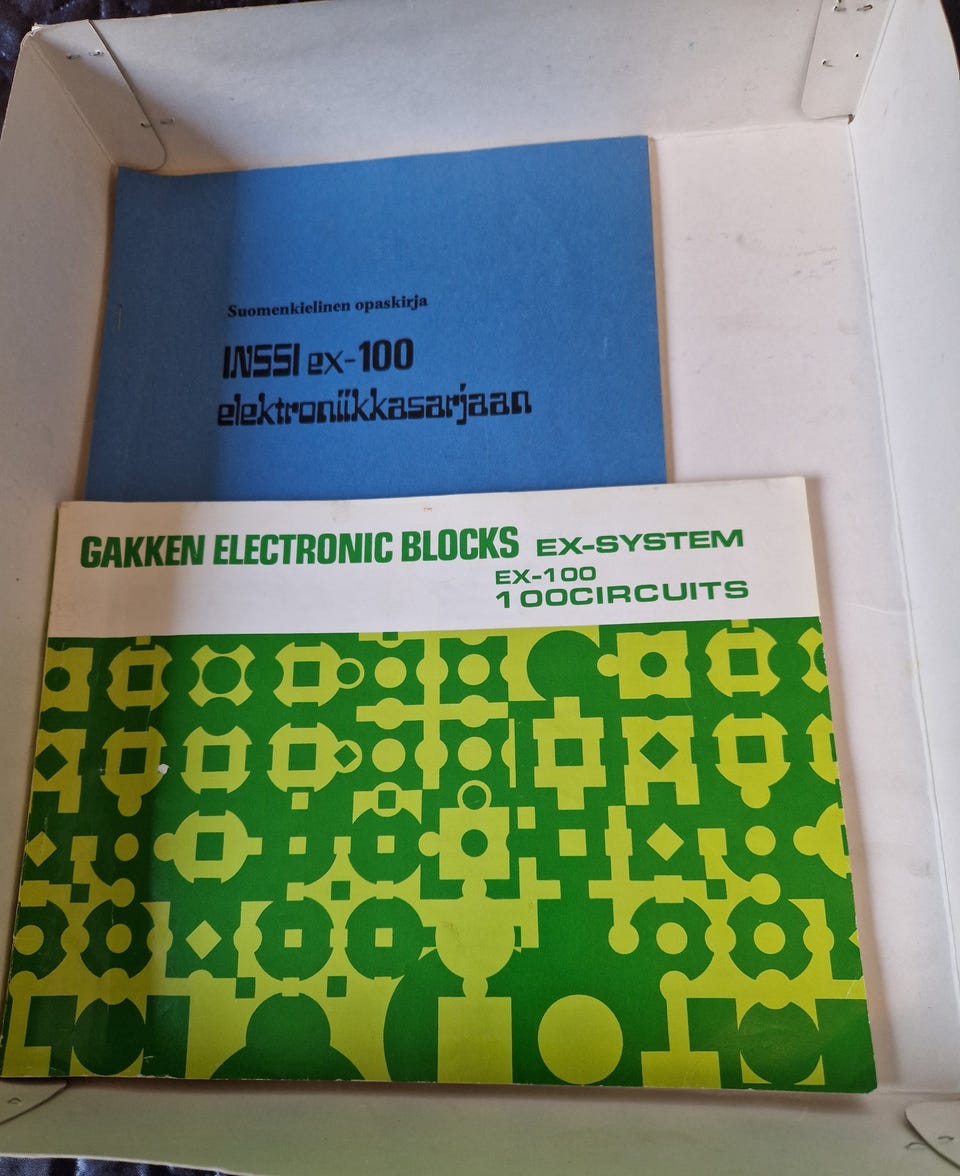 Suomenkielinen opaskirja
INSSI ex-100
elektroniikkasarjaan
GAKKEN ELECTRONIC BLOCKS EX-SYSTEM
EX-100
100CIRCUITS